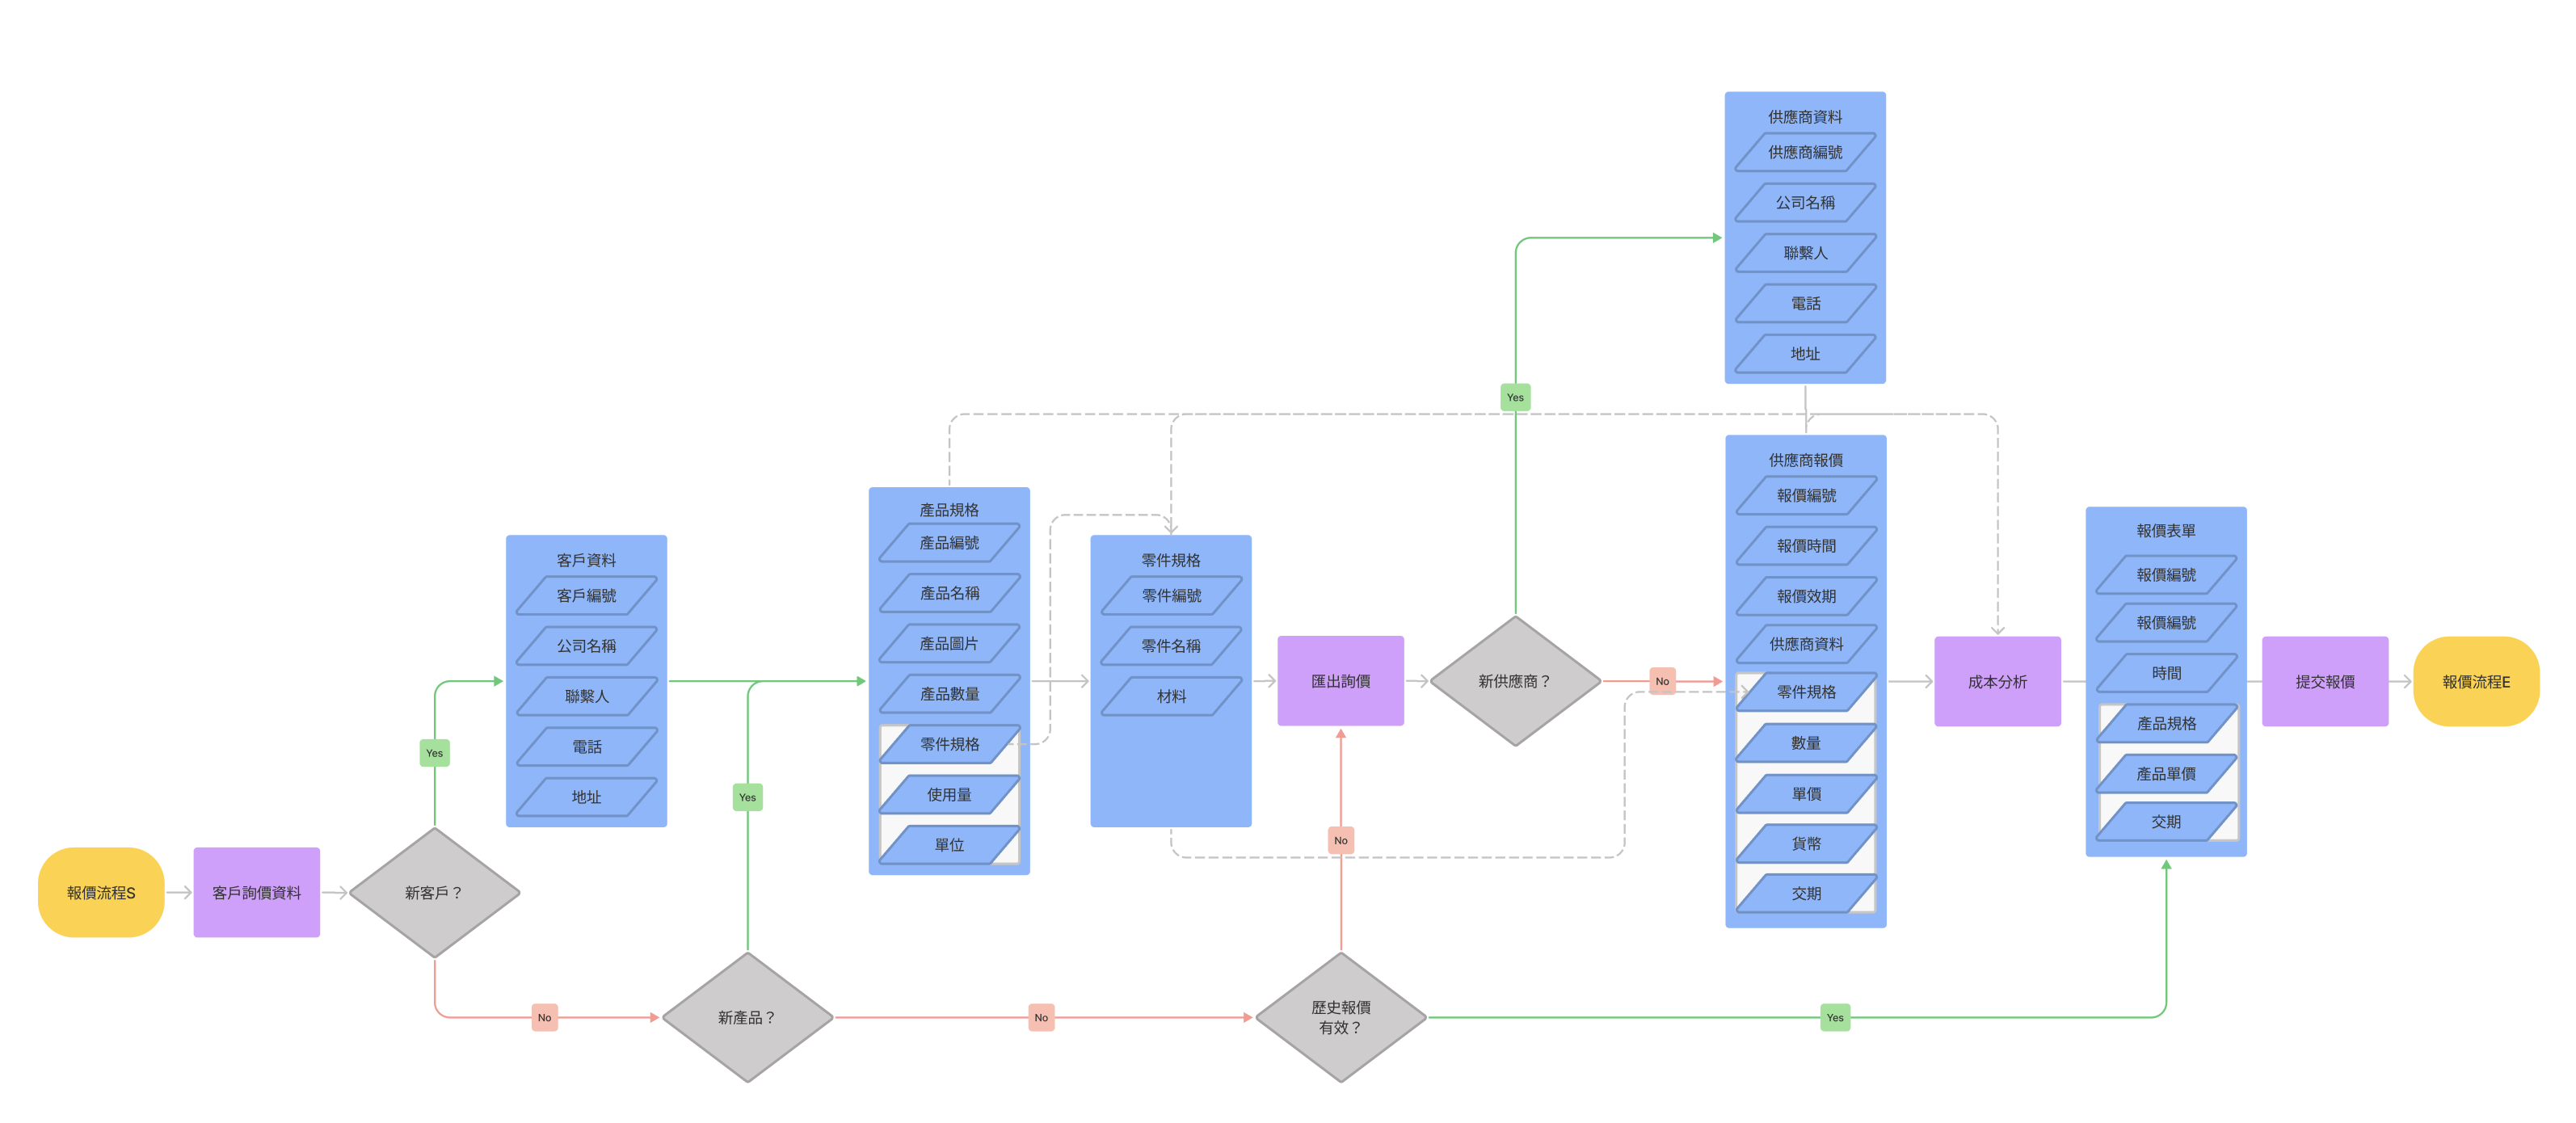 報價流程S
客戶詢價資料
新客戶？
Yes
No
客戶資料
客戶編號
公司名稱
聯繫人
電話
地址
新產品？
Yes
No
產品規格
產品編號
產品名稱
產品圖片
產品數量
零件規格
使用量
單位
零件規格
零件編號
零件名稱
材料
匯出詢價
No
歷史報價
有效？
Yes
新供應商？
Yes
No
供應商資料
供應商編號
公司名稱
聯繫人
電話
地址
供應商報價
報價編號
報價時間
報價效期
供應商資料
零件規格
數量
單價
貨幣
交期
成本分析
報價表單
報價編號
報價編號
時間
產品規格
產品單價
交期
提交報價
報價流程E